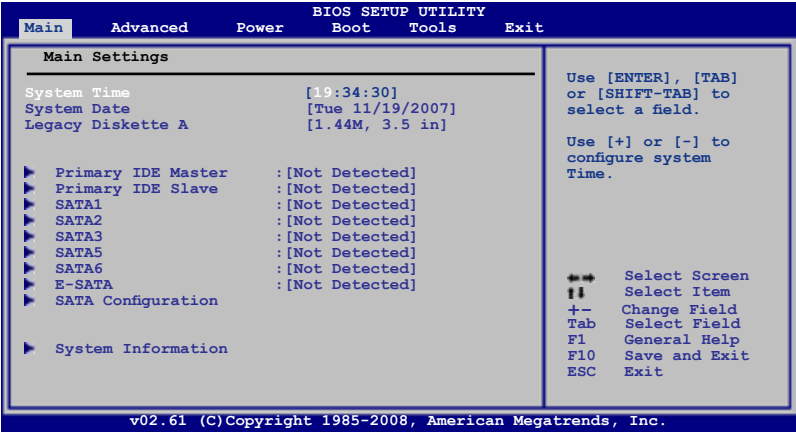 BIOS SETUP UTILITY
Main Advanced Power Boot Tools Exit
Main Settings
System Time [19:34:30]
System Date [Tue 11/19/2007]
Legacy Diskette A [1.44M, 3.5 in]
Primary IDE Master :[Not Detected]
Primary IDE Slave :[Not Detected]
SATA1 :[Not Detected]
SATA2 :[Not Detected]
SATA3 :[Not Detected]
SATA5 :[Not Detected]
SATA6 :[Not Detected]
E-SATA :[Not Detected]
SATA Configuration
System Information
Use [ENTER], [TAB]
or [SHIFT-TAB] to
select a field.
Use [+] or [-] to
configure system
Time.
Select Screen
Select Item
+- Change Field
Tab Select Field
F1 General Help
F10 Save and Exit
ESC Exit
v02.61 (C)Copyright 1985-2008, American Megatrends, Inc.